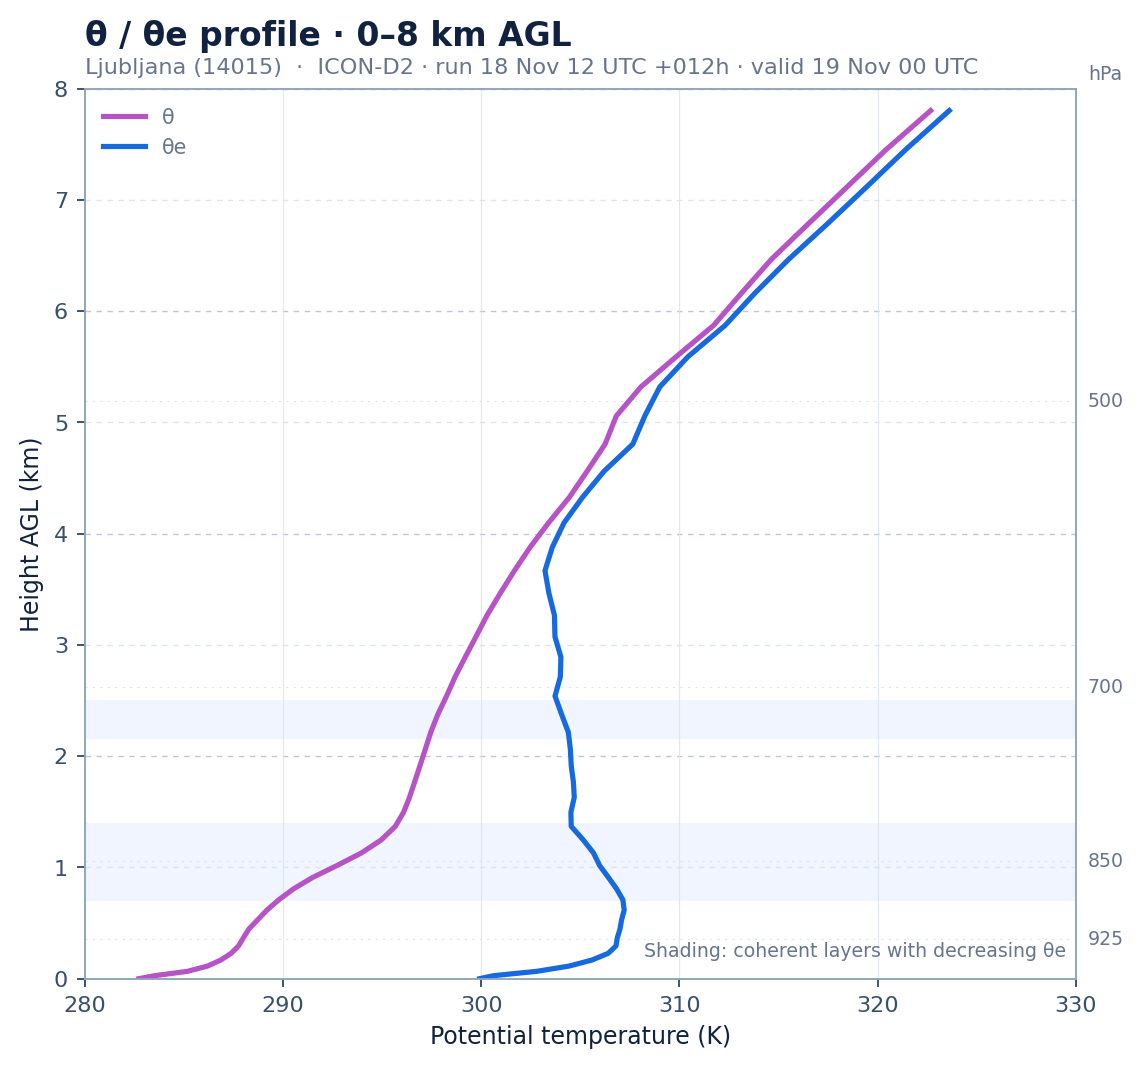 θ / θe profile · 0–8 km AGL
Ljubljana (14015)  ·  ICON-D2 · run 18 Nov 12 UTC +012h · valid 19 Nov 00 UTC
hPa
θ
θe
8
7
6
5
4
3
2
1
0
Height AGL (km)
500
700
850
925
Shading: coherent layers with decreasing θe
280
290
300
310
320
330
Potential temperature (K)